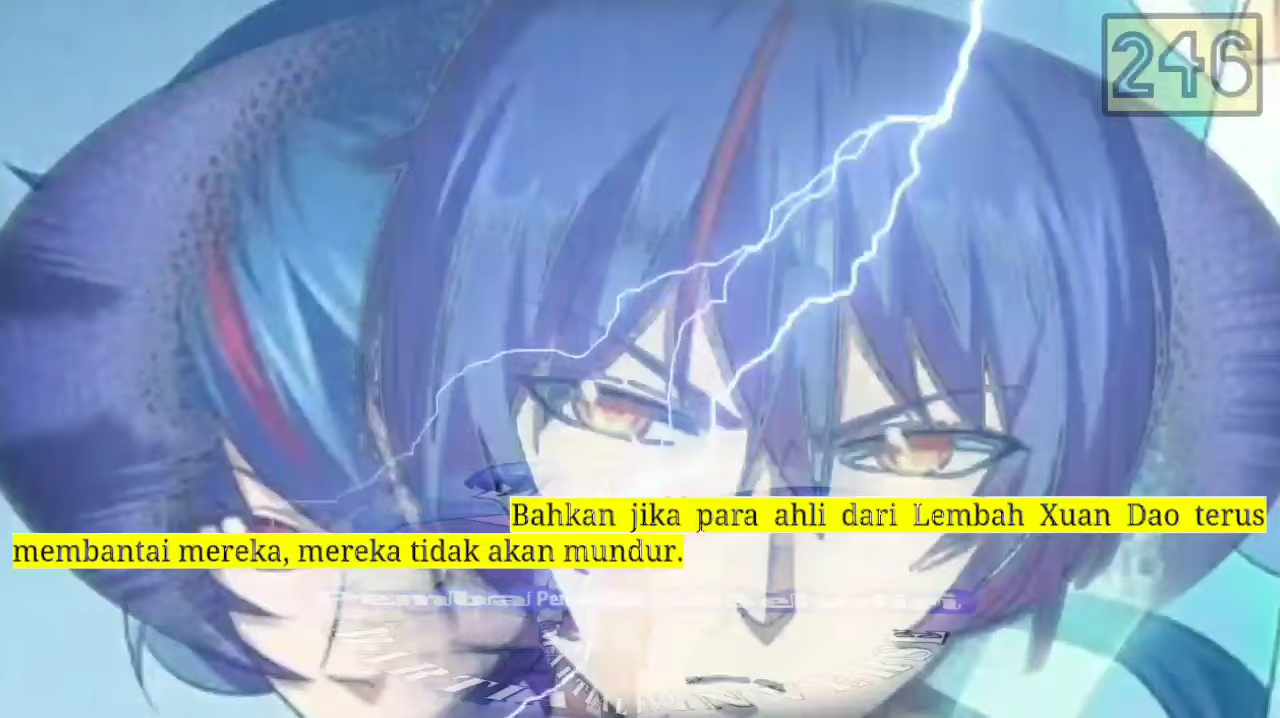 246
Bahkan jika para ahli dari Lembah Xuan Dao terus
membantai mereka, mereka tidak akan mundur.